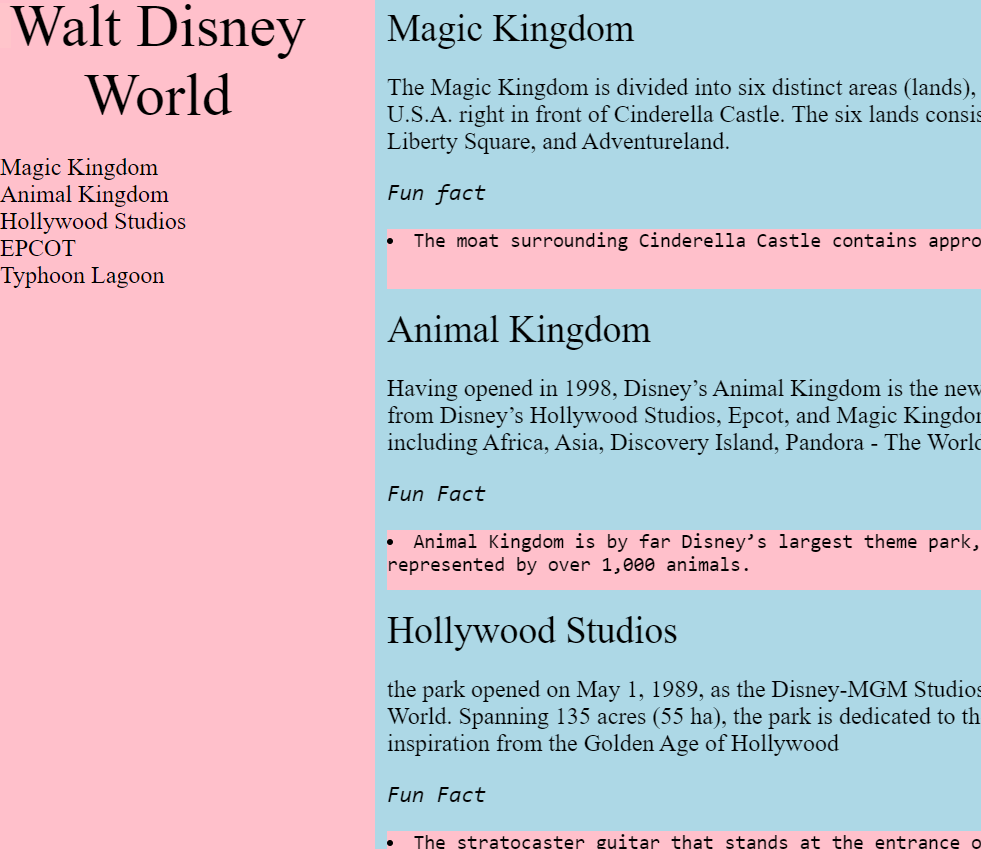 Walt Disney
World
Magic Kingdom
Animal Kingdom
Hollywood Studios
EPCOT
Typhoon Lagoon
Magic Kingdom
The Magic Kingdom is divided into six distinct areas (lands),
U.S.A. right in front of Cinderella Castle. The six lands
Liberty Square, and Adventureland.
Fun fact
• The moat surrounding Cinderella Castle contains
Animal Kingdom
Having opened in 1998, Disney’s Animal Kingdom is the
from Disney’s Hollywood Studios, Epcot, and Magic
including Africa, Asia, Discovery Island, Pandora - The
Fun Fact
• Animal Kingdom is by far Disney’s largest theme park,
represented by over 1,000 animals.
Hollywood Studios
the park opened on May 1, 1989, as the Disney-MGM Studios
World. Spanning 135 acres (55 ha), the park is dedicated to
inspiration from the Golden Age of Hollywood
Fun Fact
• The stratocaster guitar that stands at the entrance